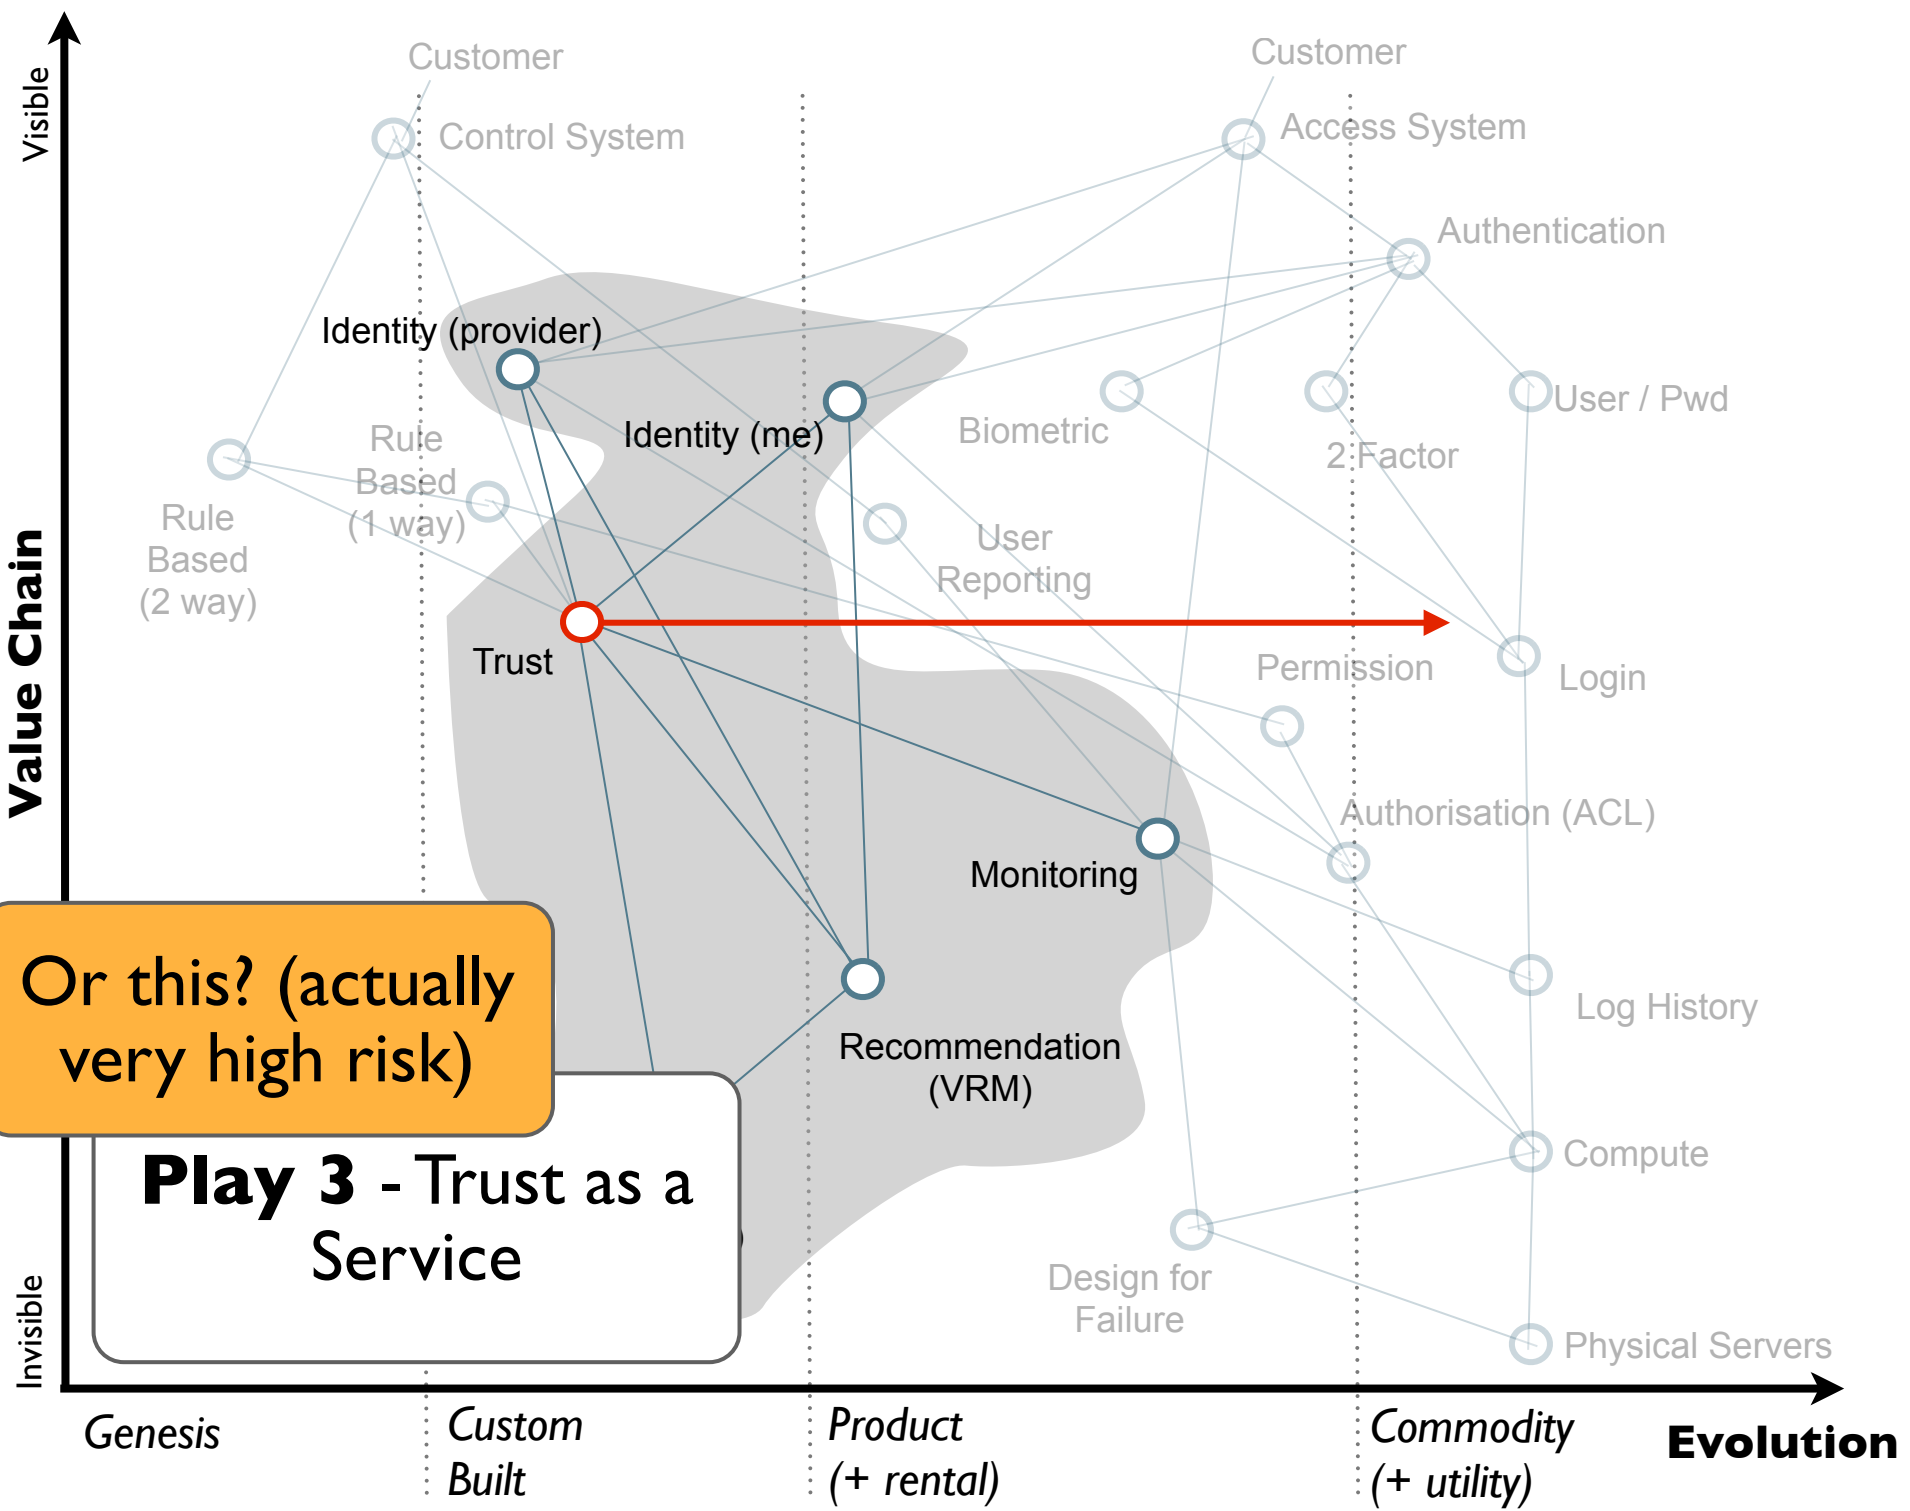 Customer
Customer
Visible
Control System
Access System
Authentication
Identity (provider)
Identity (me)
Biometric
User / Pwd
2 Factor
Rule
Based
(1 way)
Rule
Based
(2 way)
User
Reporting
Value Chain
Trust
Permission
Login
Authorisation (ACL)
Monitoring
Or this? (actually
very high risk)
Log History
Recommendation
(VRM)
Compute
Play 3 - Trust as a
Service
Design for
Failure
Physical Servers
Invisible
Genesis
Custom
Built
Product
(+ rental)
Commodity
(+ utility)
Evolution